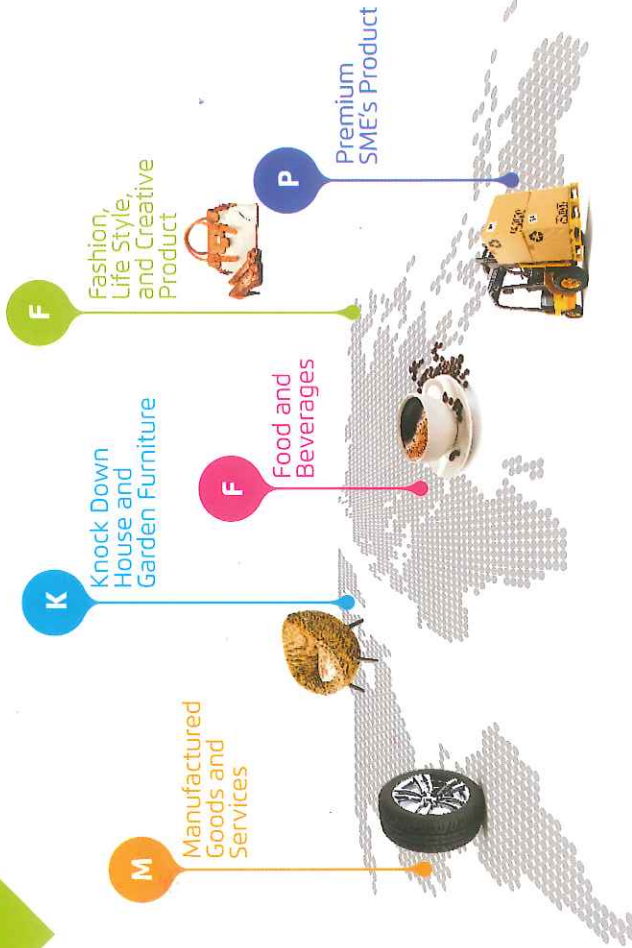 M
Manufactured
Goods and
Services
K
Knock Down
House and
Garden Furniture
F
Food and
Beverages
F
Fashion,
Life Style,
and Creative
Product
P
Premium
SME's Product